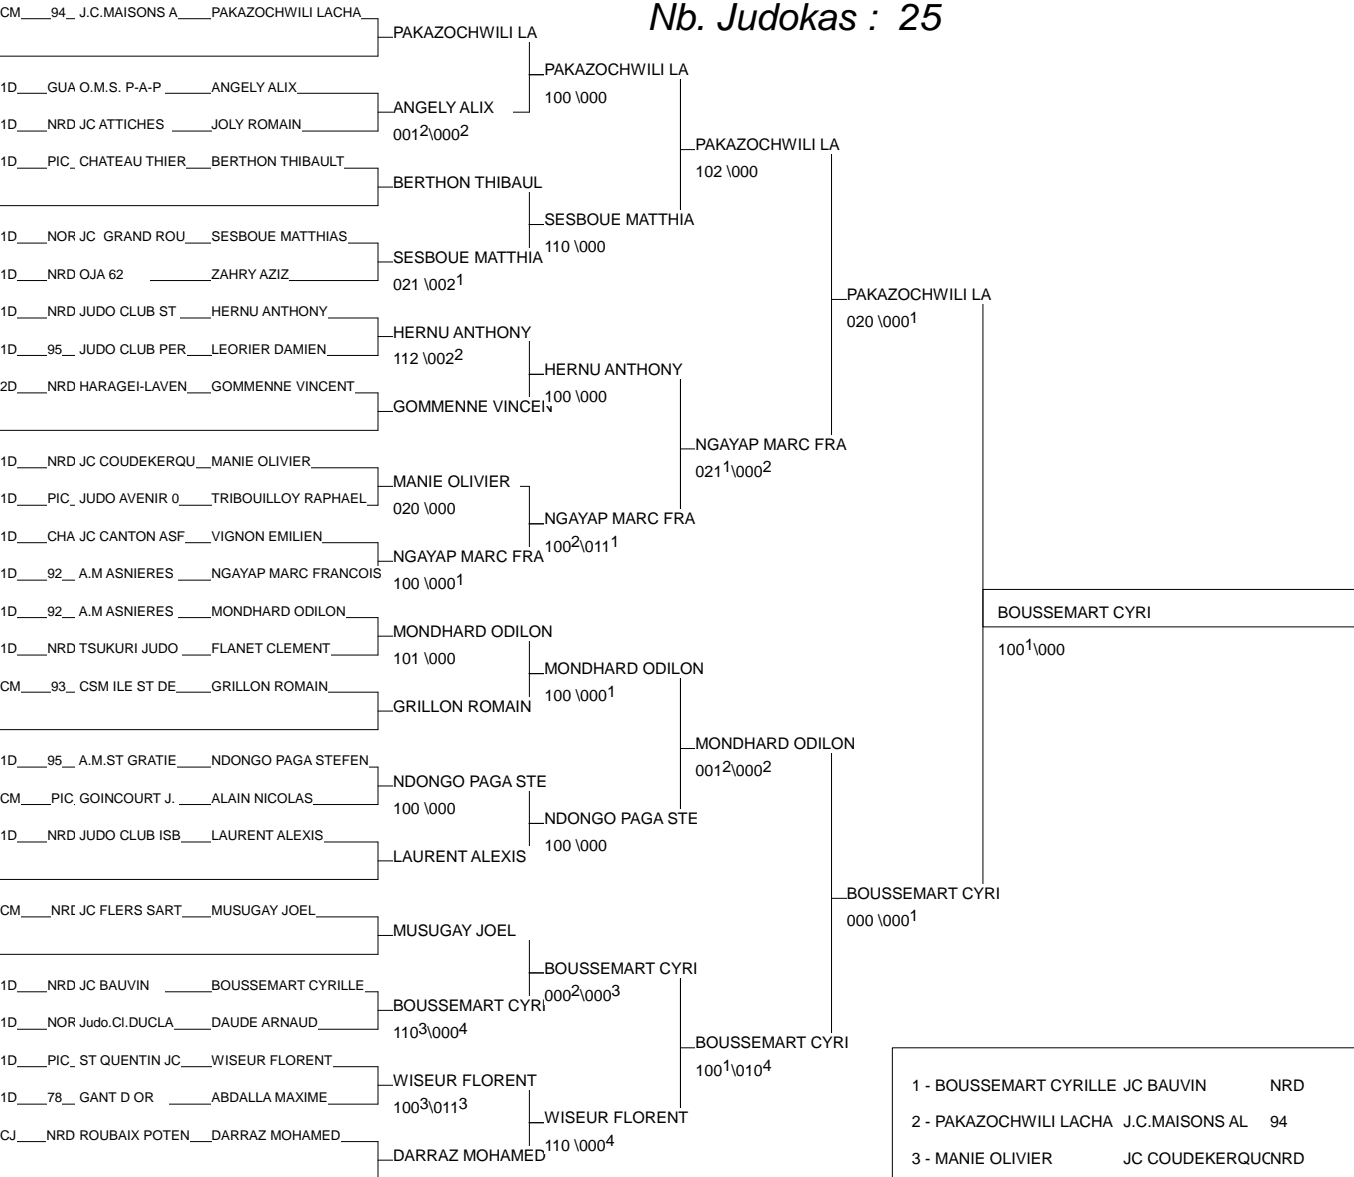 Nb. Judokas : 25
CM 94 J.C.MAISONS A PAKAZOCHWILI LACHA
PAKAZOCHWILI LA
PAKAZOCHWILI LA
100 \000
1D GUA O.M.S. P-A-P ANGELY ALIX
ANGELY ALIX
001²\000²
1D NRD JC ATTICHES JOLY ROMAIN
PAKAZOCHWILI LA
102 \000
1D PIC CHATEAU THIER BERTHON THIBAULT
BERTHON THIBAUL
SESBOUE MATTHIA
110 \000
1D NOR JC GRAND ROU SESBOUE MATTHIAS
SESBOUE MATTHIA
021 \002¹
1D NRD OJA 62 ZAHRY AZIZ
PAKAZOCHWILI LA
020 \000¹
1D NRD JUDO CLUB ST HERNU ANTHONY
HERNU ANTHONY
112 \002²
1D 95 JUDO CLUB PER LEORIER DAMIEN
HERNU ANTHONY
100 \000
2D NRD HARAGEI-LAVEN GOMMENNE VINCENT
GOMMENNE VINCEN
NGAYAP MARC FRA
021¹\000²
1D NRD JC COUDEKERQU MANIE OLIVIER
MANIE OLIVIER
020 \000
1D PIC JUDO AVENIR 0 TRIBOUILLOY RAPHAEL
NGAYAP MARC FRA
100²\011¹
1D CHA JC CANTON ASF VIGNON EMILIEN
NGAYAP MARC FRA
100 \000¹
1D 92 A.M ASNIERES NGAYAP MARC FRANCOIS
BOUSSEMART CYRI
100¹\000
1D 92 A.M ASNIERES MONDHARD ODILON
MONDHARD ODILON
101 \000
1D NRD TSUKURI JUDO FLANET CLEMENT
MONDHARD ODILON
100 \000¹
CM 93 CSM ILE ST DE GRILLON ROMAIN
GRILLON ROMAIN
MONDHARD ODILON
001²\000²
1D 95 A.M.ST GRATIE NDONGO PAGA STEFEN
NDONGO PAGA STE
100 \000
CM PIC GOINCOURT J. ALAIN NICOLAS
NDONGO PAGA STE
100 \000
1D NRD JUDO CLUB ISB LAURENT ALEXIS
LAURENT ALEXIS
BOUSSEMART CYRI
000 \000¹
CM NRD JC FLERS SART MUSUGAY JOEL
MUSUGAY JOEL
BOUSSEMART CYRI
000²\000³
1D NRD JC BAUVIN BOUSSEMART CYRILLE
BOUSSEMART CYRI
110³\000⁴
1D NOR Judo.Cl.DUCLA DAUDE ARNAUD
BOUSSEMART CYRI
100¹\010⁴
1D PIC ST QUENTIN JC WISEUR FLORENT
WISEUR FLORENT
100³\011³
1D 78 GANT D OR ABDALLA MAXIME
WISEUR FLORENT
110 \000⁴
CJ NRD ROUBAIX POTEN DARRAZ MOHAMED
DARRAZ MOHAMED
1 - BOUSSEMART CYRILLE JC BAUVIN NRD
2 - PAKAZOCHWILI LACHA J.C.MAISONS AL 94
3 - MANIE OLIVIER JC COUDEKERQUC NRD